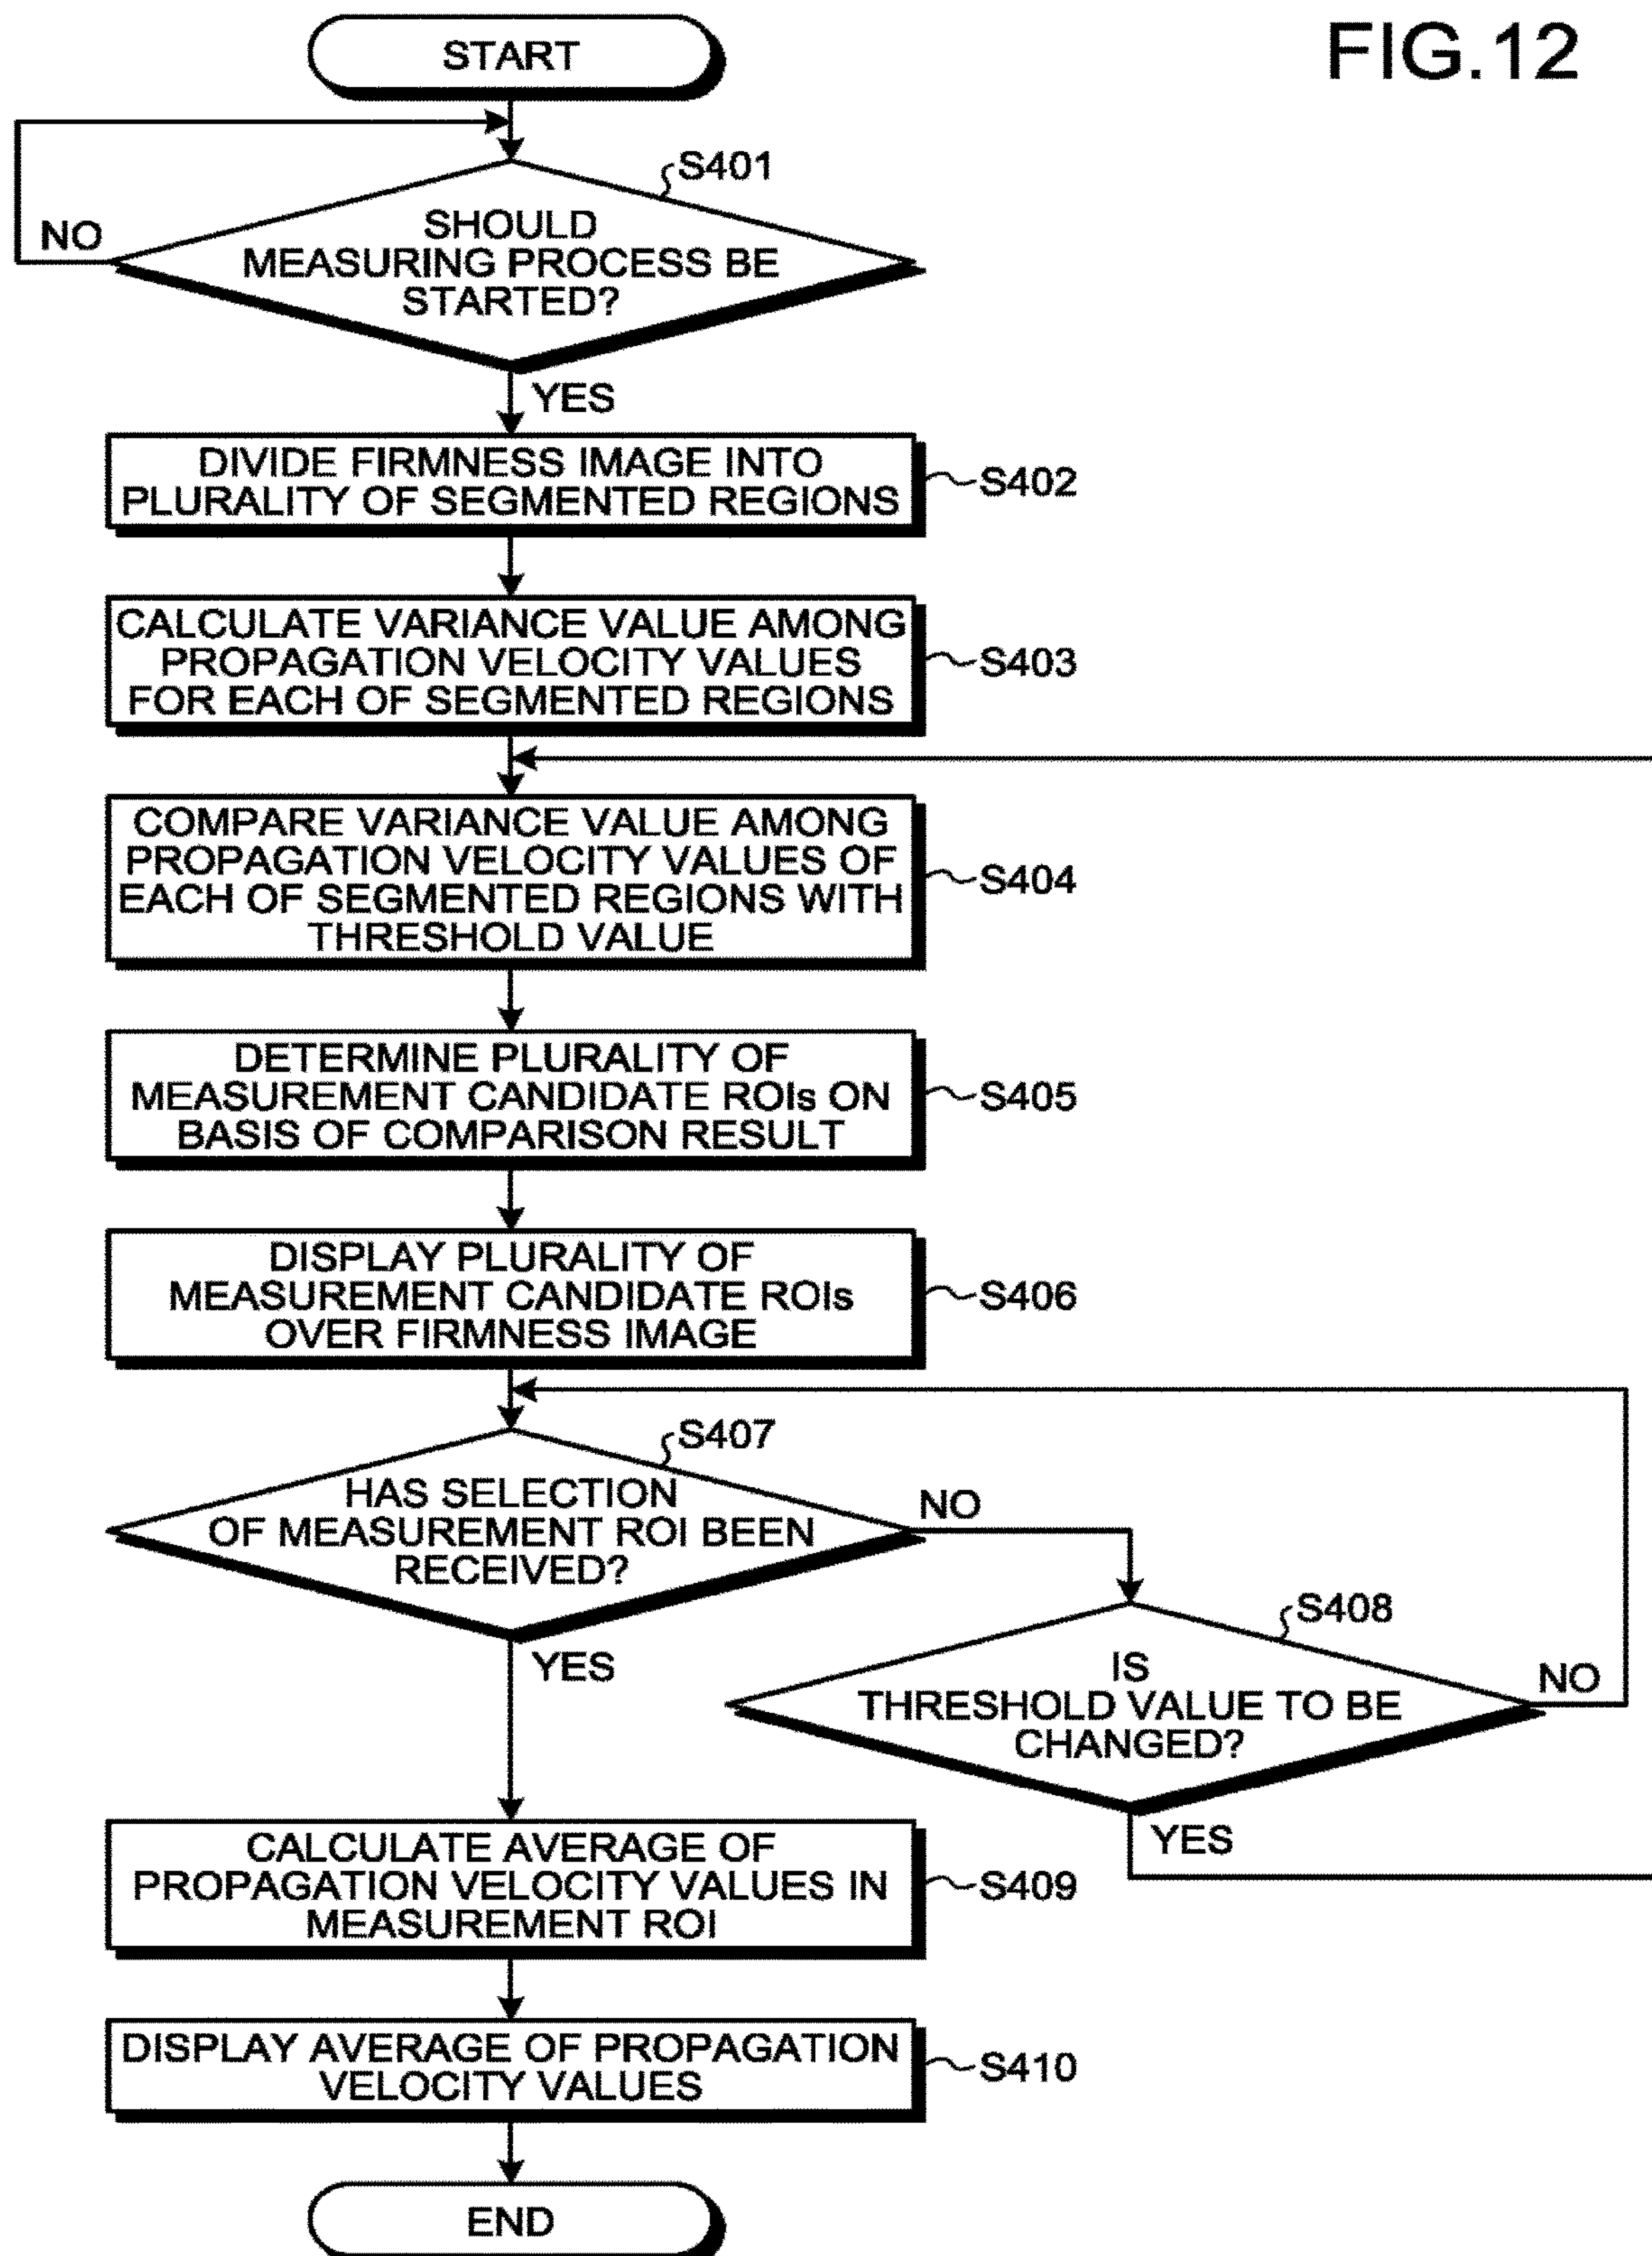 FIG.12
START
S401
NO
SHOULD
MEASURING PROCESS BE
STARTED?
YES
DIVIDE FIRMNESS IMAGE INTO
PLURALITY OF SEGMENTED REGIONS
S402
CALCULATE VARIANCE VALUE AMONG
PROPAGATION VELOCITY VALUES
FOR EACH OF SEGMENTED REGIONS
S403
COMPARE VARIANCE VALUE AMONG
PROPAGATION VELOCITY VALUES OF
EACH OF SEGMENTED REGIONS WITH
THRESHOLD VALUE
S404
DETERMINE PLURALITY OF
MEASUREMENT CANDIDATE ROIs ON
BASIS OF COMPARISON RESULT
S405
DISPLAY PLURALITY OF
MEASUREMENT CANDIDATE ROIs
OVER FIRMNESS IMAGE
S406
S407
HAS SELECTION
OF MEASUREMENT ROI BEEN
RECEIVED?
NO
YES
S408
IS
THRESHOLD VALUE TO BE
CHANGED?
NO
YES
CALCULATE AVERAGE OF
PROPAGATION VELOCITY VALUES IN
MEASUREMENT ROI
S409
DISPLAY AVERAGE OF PROPAGATION
VELOCITY VALUES
S410
END